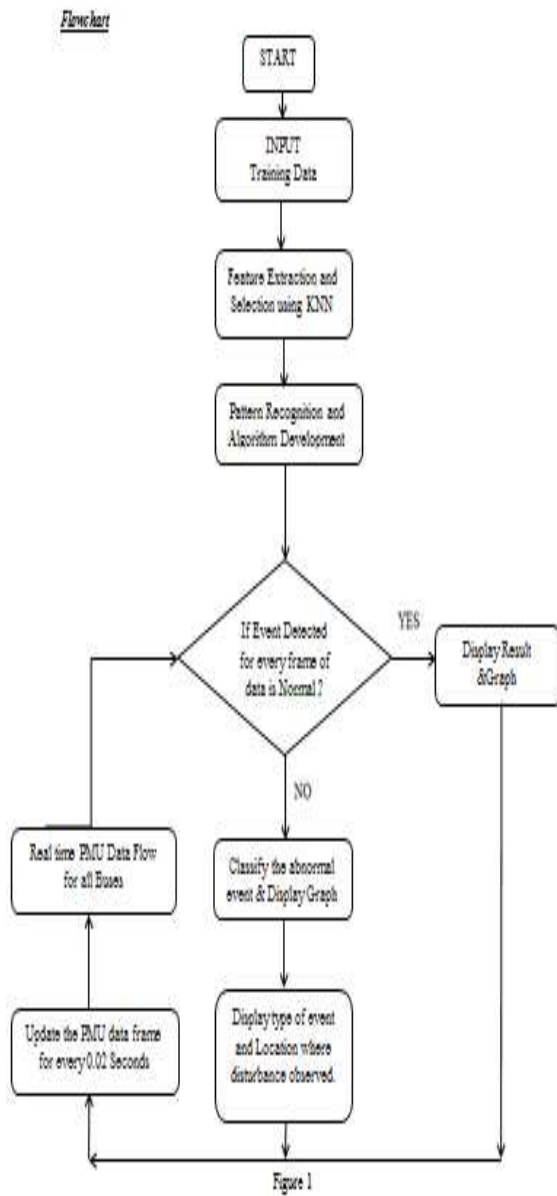 Flowchart
START
INPUT
Training Data
Feature Extraction and
Selection using KNN
Pattern Recognition and
Algorithm Development
If Event Detected
for every frame of
data is Normal ?
YES
Display Result
&Graph
NO
Real time PMU Data Flow
for all Buses
Classify the abnormal
event & Display Graph
Update the PMU data frame
for every 0.02 Seconds
Display type of event
and Location where
disturbance observed.
Figure 1